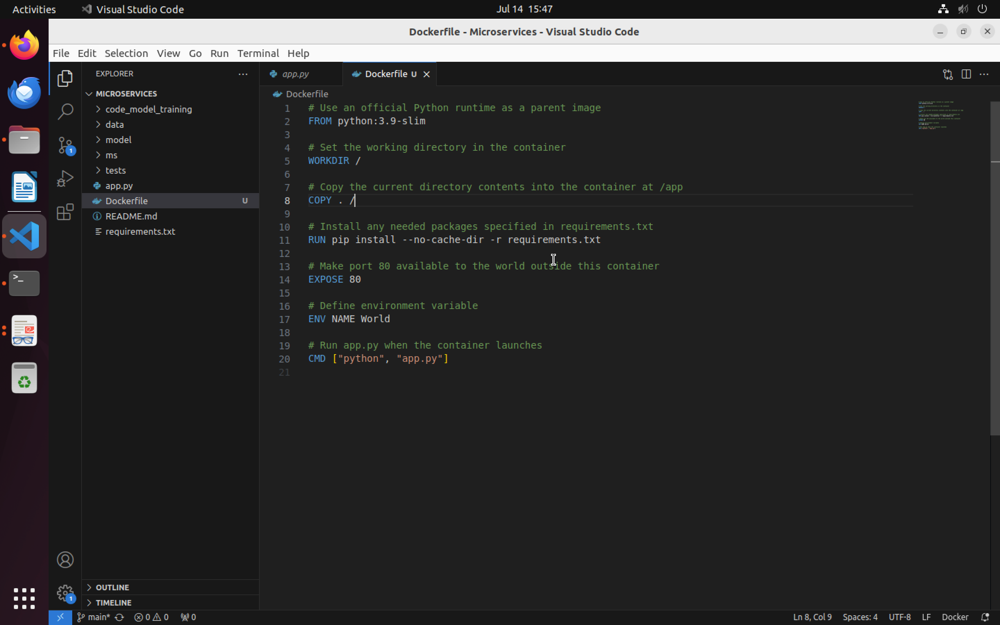 Activities
Visual Studio Code
Jul 14 15:47
Dockerfile - Microservices - Visual Studio Code
File Edit Selection View Go Run Terminal Help
EXPLORER
MICROSERVICES
code_model_training
data
model
ms
tests
app.py
Dockerfile U
README.md
requirements.txt
OUTLINE
TIMELINE
1
1
app.py
Dockerfile U
Dockerfile
1 # Use an official Python runtime as a parent image
2 FROM python:3.9-slim
3
4 # Set the working directory in the container
5 WORKDIR /
6
7 # Copy the current directory contents into the container at /app
8 COPY . /
9
10 # Install any needed packages specified in requirements.txt
11 RUN pip install --no-cache-dir -r requirements.txt
12
13 # Make port 80 available to the world outside this container
14 EXPOSE 80
15
16 # Define environment variable
17 ENV NAME World
18
19 # Run app.py when the container launches
20 CMD ["python", "app.py"]
21
main* 0 0 0
Ln 8, Col 9 Spaces: 4 UTF-8 LF Docker